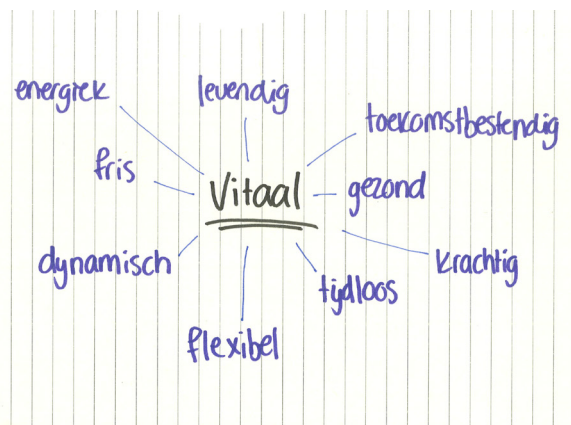 energiek
levendig
toekomstbestendig
fris
Vitaal
gezond
dynamisch
krachtig
tijdloos
flexibel